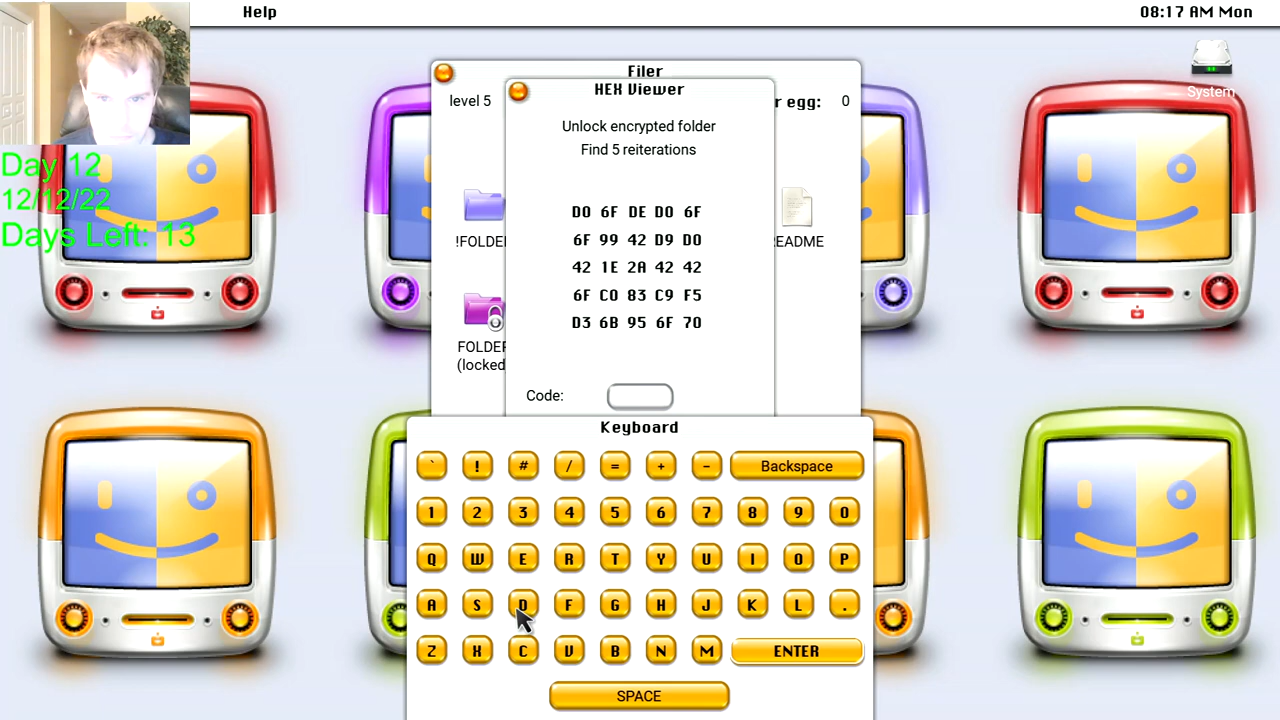 Help
08:17 AM Mon
Day 12
12/12/22
Days Left: 13
System
Filer
level 5
r egg: 0
HEX Viewer
Unlock encrypted folder
Find 5 reiterations
D0 6F DE D0 6F
6F 99 42 D9 D0
42 1E 2A 42 42
6F C0 83 C9 F5
D3 6B 95 6F 70
!FOLDE
EADME
FOLDER
(locked
Code:
Keyboard
` ! # / = + - Backspace
1 2 3 4 5 6 7 8 9 0
Q W E R T Y U I O P
A S D F G H J K L .
Z X C V B N M ENTER
SPACE